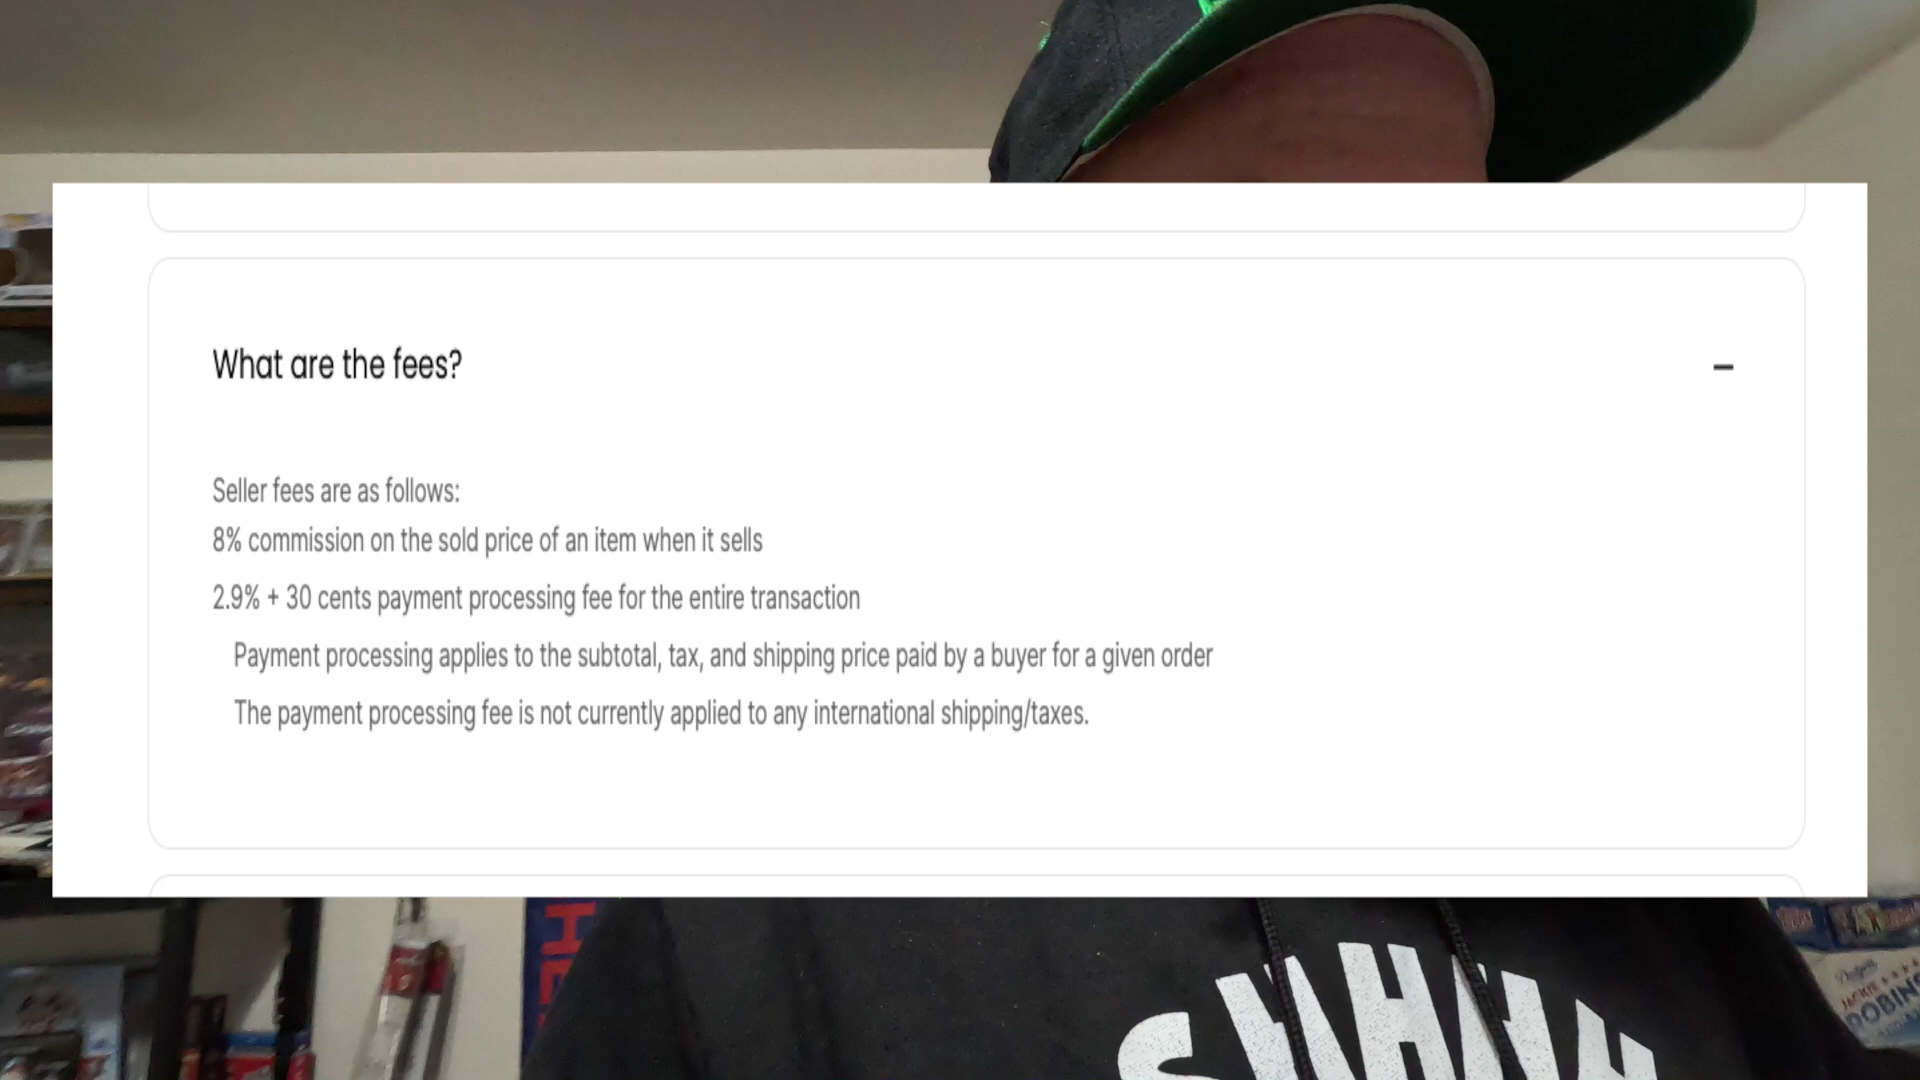 What are the fees?
Seller fees are as follows:
8% commission on the sold price of an item when it sells
2.9% + 30 cents payment processing fee for the entire transaction
Payment processing applies to the subtotal, tax, and shipping price paid by a buyer for a given order
The payment processing fee is not currently applied to any international shipping/taxes.
JACKIE